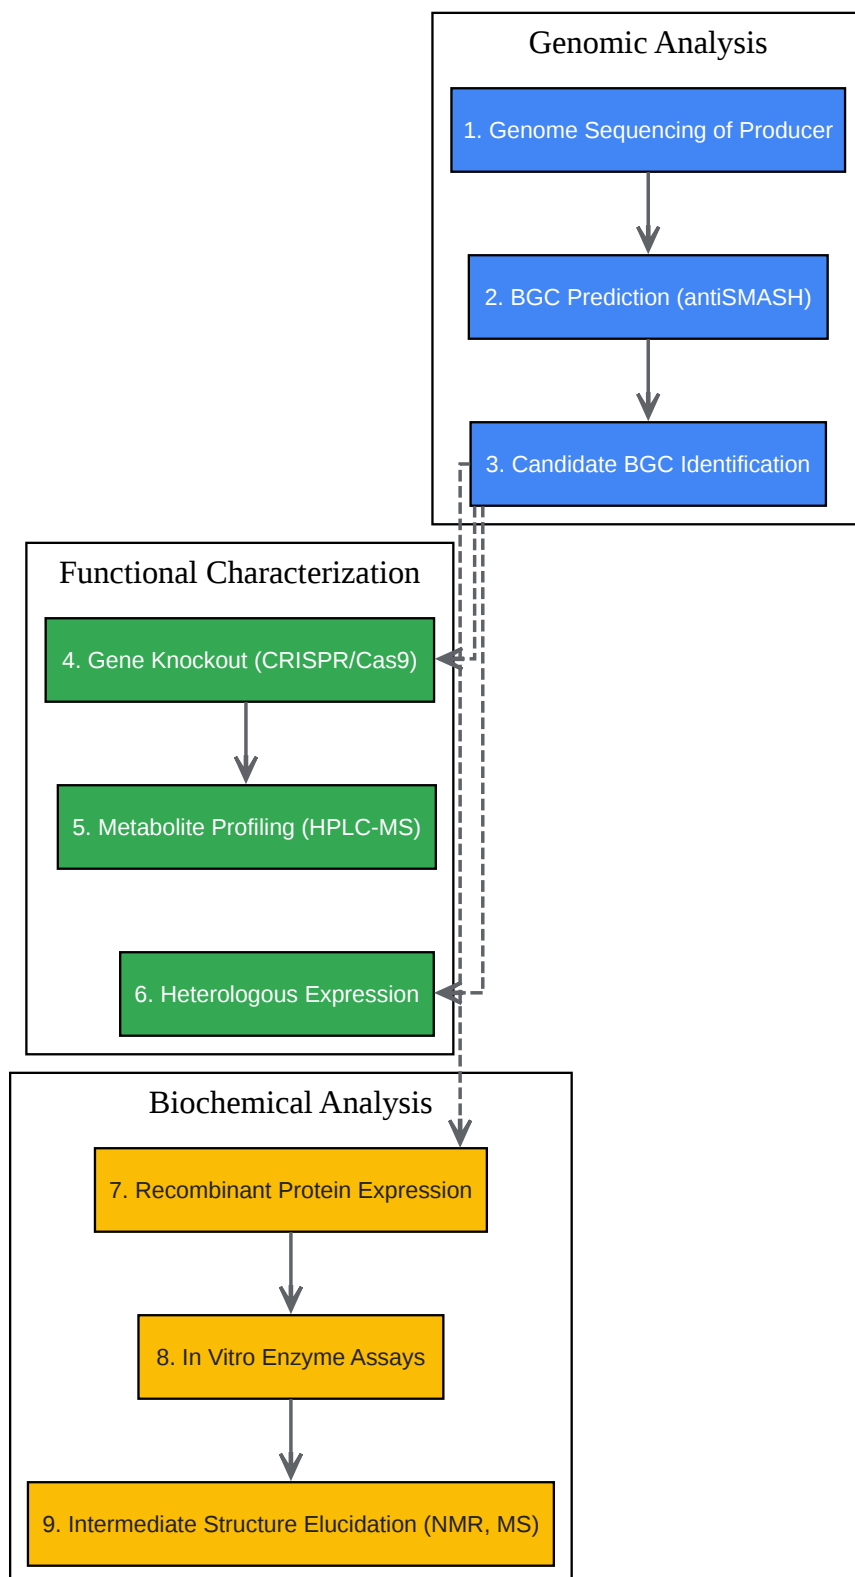 Genomic Analysis
1. Genome Sequencing of Producer
2. BGC Prediction (antiSMASH)
3. Candidate BGC Identification
Functional Characterization
4. Gene Knockout (CRISPR/Cas9)
5. Metabolite Profiling (HPLC-MS)
6. Heterologous Expression
Biochemical Analysis
7. Recombinant Protein Expression
8. In Vitro Enzyme Assays
9. Intermediate Structure Elucidation (NMR, MS)